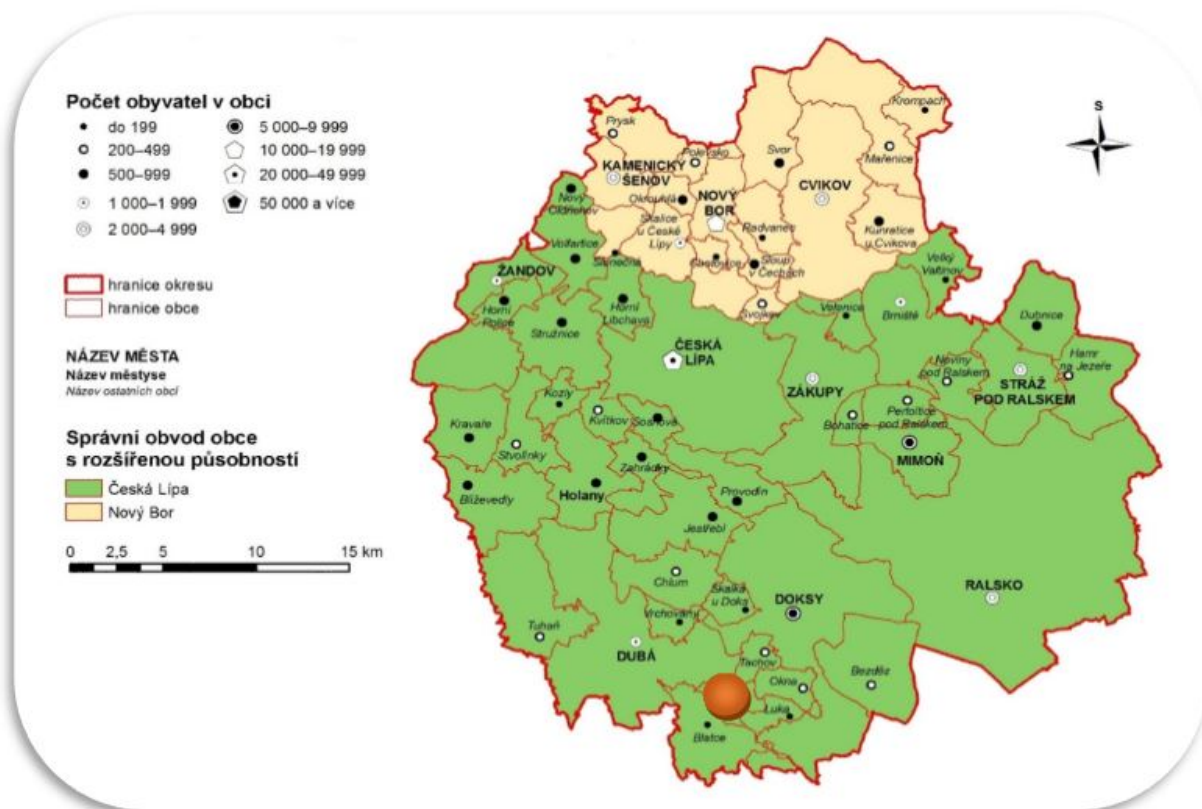 Počet obyvatel v obci
do 199
200–499
500–999
1 000–1 999
2 000–4 999
5 000–9 999
10 000–19 999
20 000–49 999
50 000 a více
hranice okresu
hranice obce
NÁZEV MĚSTA
Název městyse
Název ostatních obcí
Správní obvod obce
s rozšířenou působností
Česká Lípa
Nový Bor
0 2,5 5 10 15 km
S
Krompach
Prysk
Polevsko
Svor
Mařenice
KAMENICKÝ
ŠENOV
CVIKOV
Nový
Oldřichov
Okrouhlá
NOVÝ
BOR
Skalice
u České
Lípy
Radvanec
Kunratice
u Cvikova
Volfartice
Slunečná
Chotovice
Sloup
v Čechách
Velký
Valtinov
ŽANDOV
Horní
Police
Horní
Libchava
Svojkov
Velenice
Brniště
Dubnice
Stružnice
ČESKÁ
LÍPA
Noviny
pod Ralskem
Hamr
na Jezeře
ZÁKUPY
STRÁŽ
POD RALSKEM
Kozly
Kvítkov
Sosnová
Bohatice
Pertoltice
pod Ralskem
Kravaře
Stvolínky
MIMOŇ
Zahrádky
Blíževedly
Holany
Provodín
Jestřebí
Chlum
Skalka
u Doks
DOKSY
RALSKO
Vrchovany
Tuhaň
DUBÁ
Tachov
Bezděz
Okna
Luka
Blatce